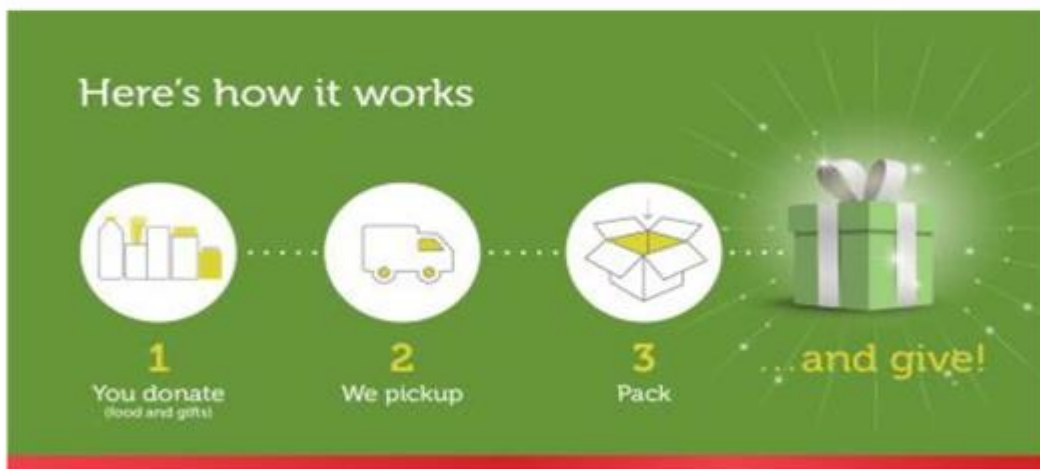 Here's how it works
1
You donate
(food and gifts)
2
We pickup
3
Pack
...and give!